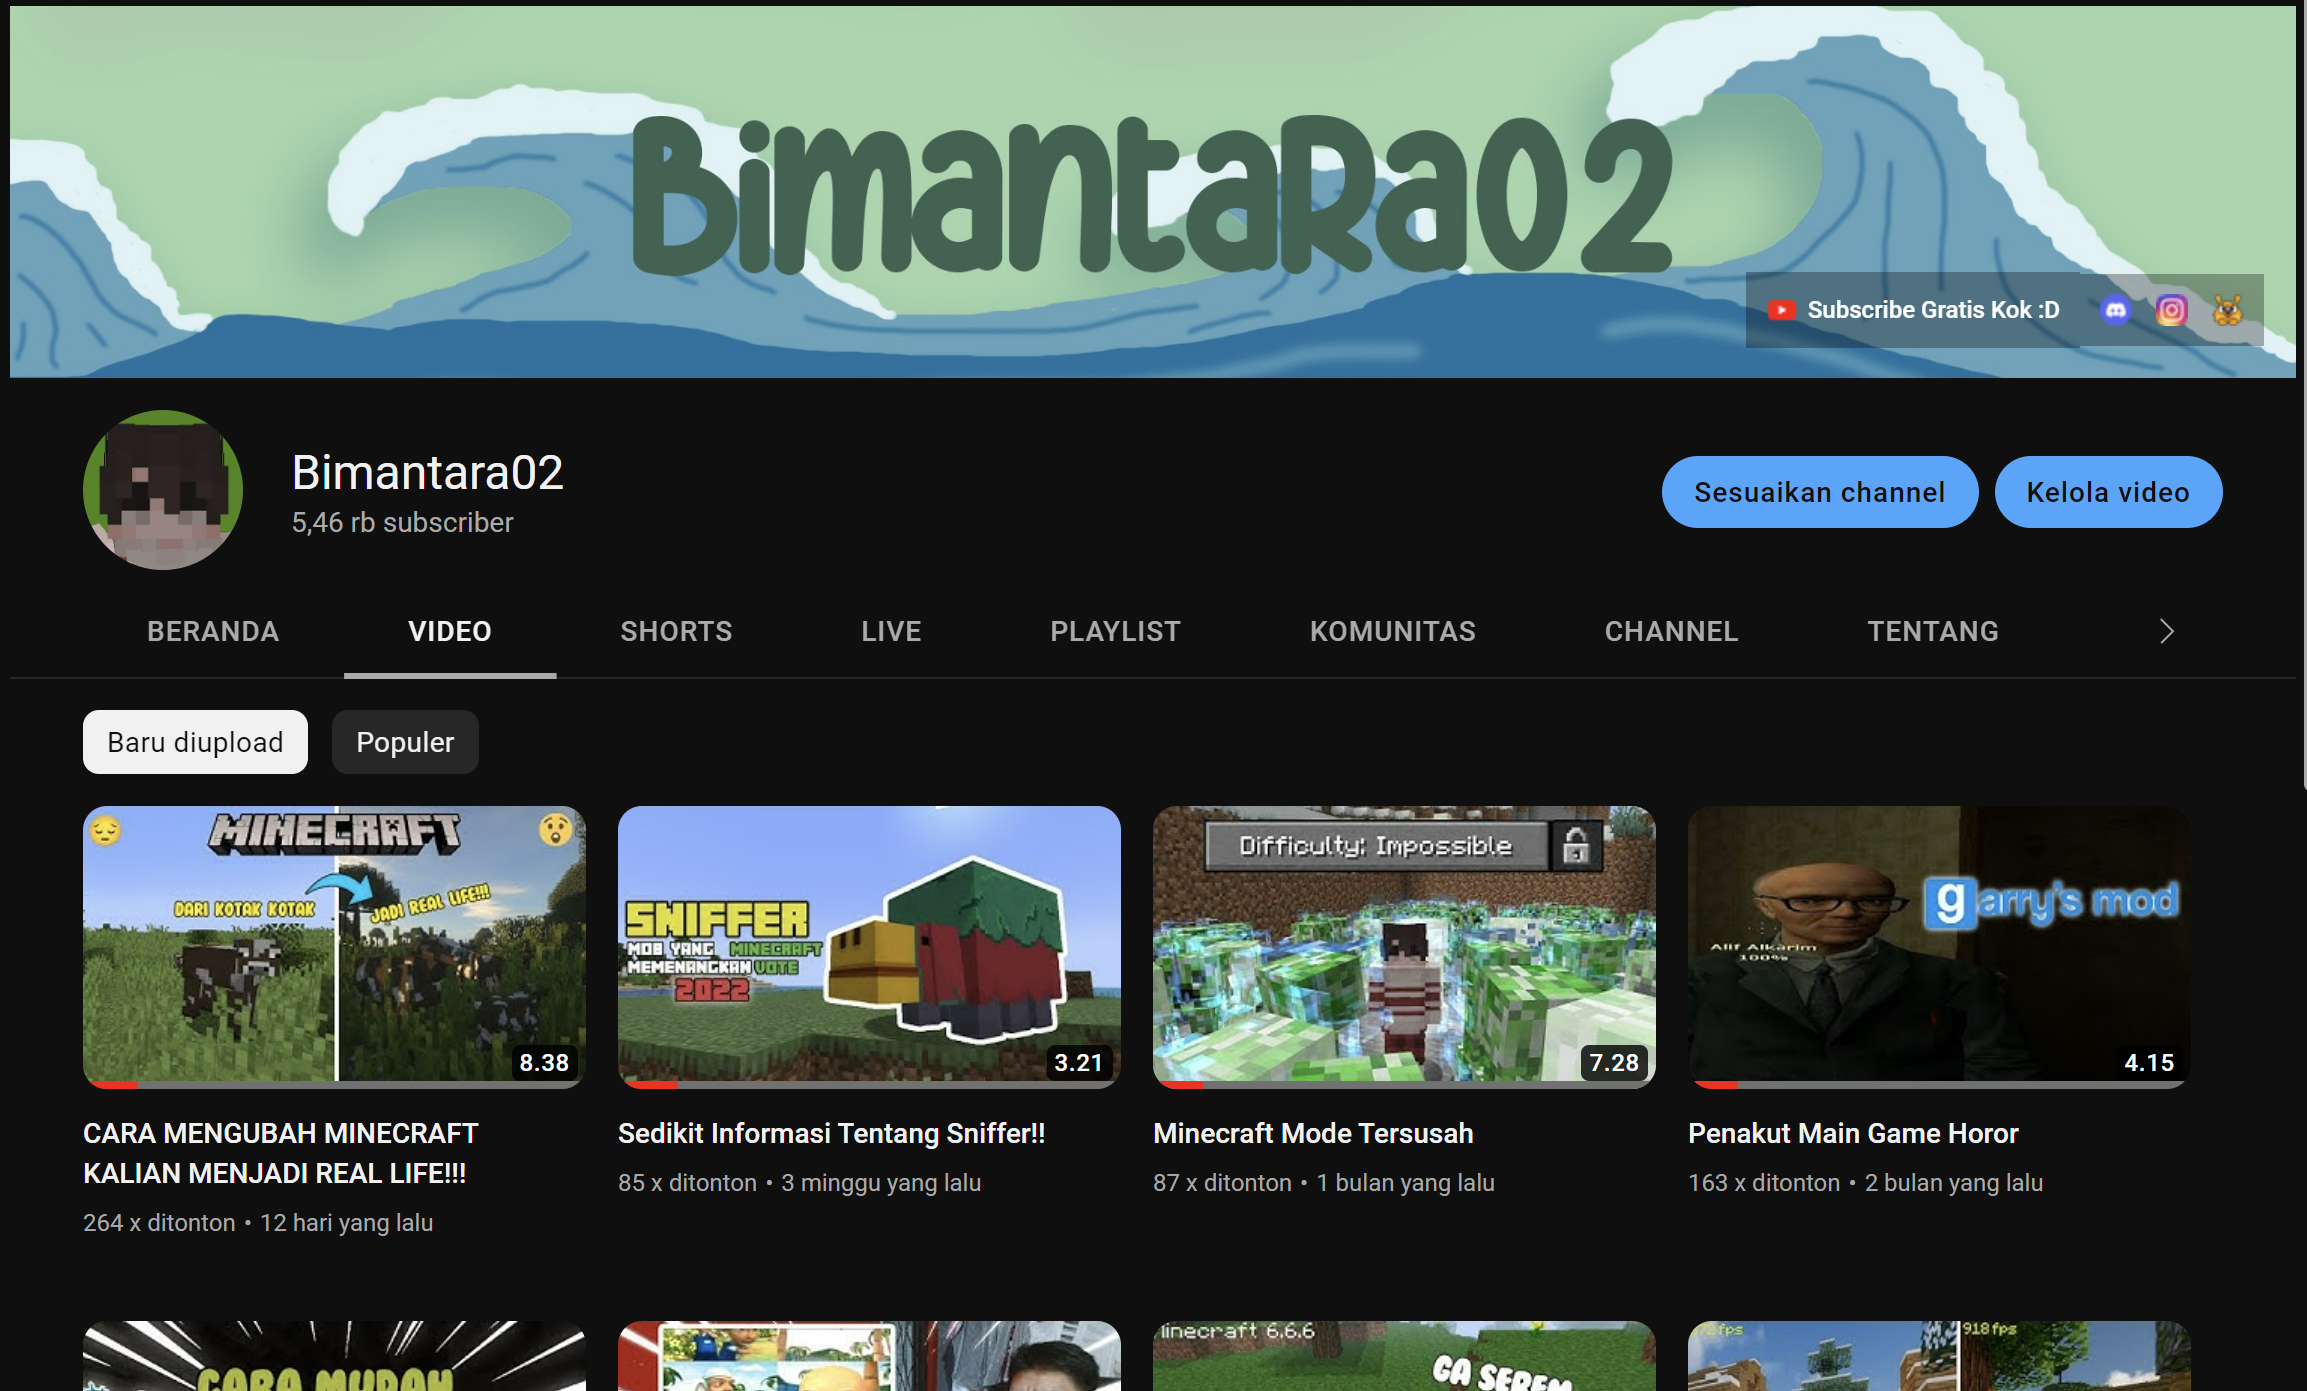 BimantaRa02
Subscribe Gratis Kok :D
Bimantara02
5,46 rb subscriber
Sesuaikan channel
Kelola video
BERANDA
VIDEO
SHORTS
LIVE
PLAYLIST
KOMUNITAS
CHANNEL
TENTANG
Baru diupload
Populer
MINECRAFT
DARI KOTAK KOTAK
JADI REAL LIFE!!!
8.38
SNIFFER
MOB YANG MINECRAFT
MEMENANGKAN VOTE
2022
3.21
Difficulty: Impossible
7.28
garry's mod
Alif Alkarim
100%
4.15
CARA MENGUBAH MINECRAFT
KALIAN MENJADI REAL LIFE!!!
264 x ditonton • 12 hari yang lalu
Sedikit Informasi Tentang Sniffer!!
85 x ditonton • 3 minggu yang lalu
Minecraft Mode Tersusah
87 x ditonton • 1 bulan yang lalu
Penakut Main Game Horor
163 x ditonton • 2 bulan yang lalu
CARA MUDAH
Minecraft 6.6.6
GA SEREM
fps
918 fps